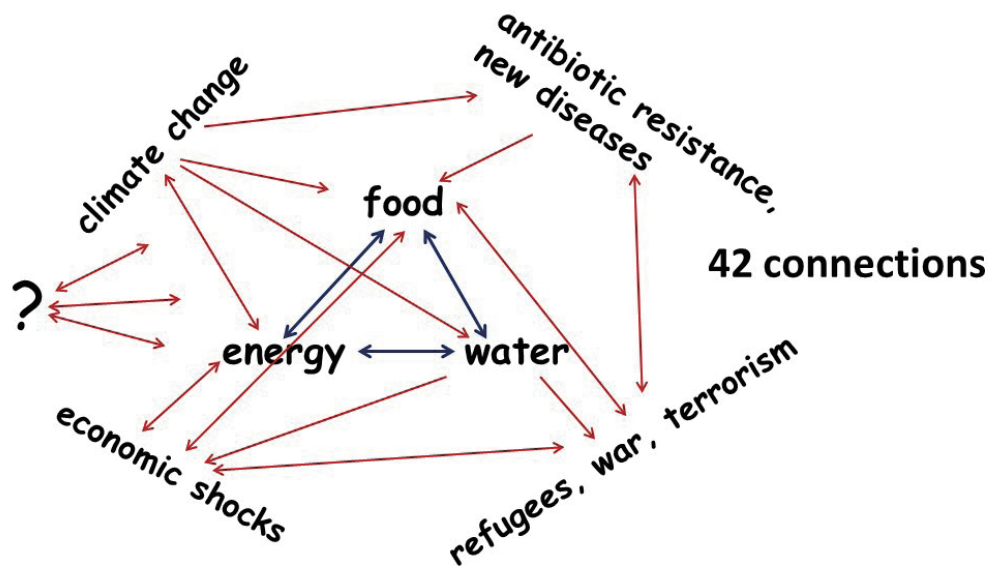 antibiotic resistance,
new diseases
climate change
food
42 connections
?
energy
water
economic shocks
refugees, war, terrorism